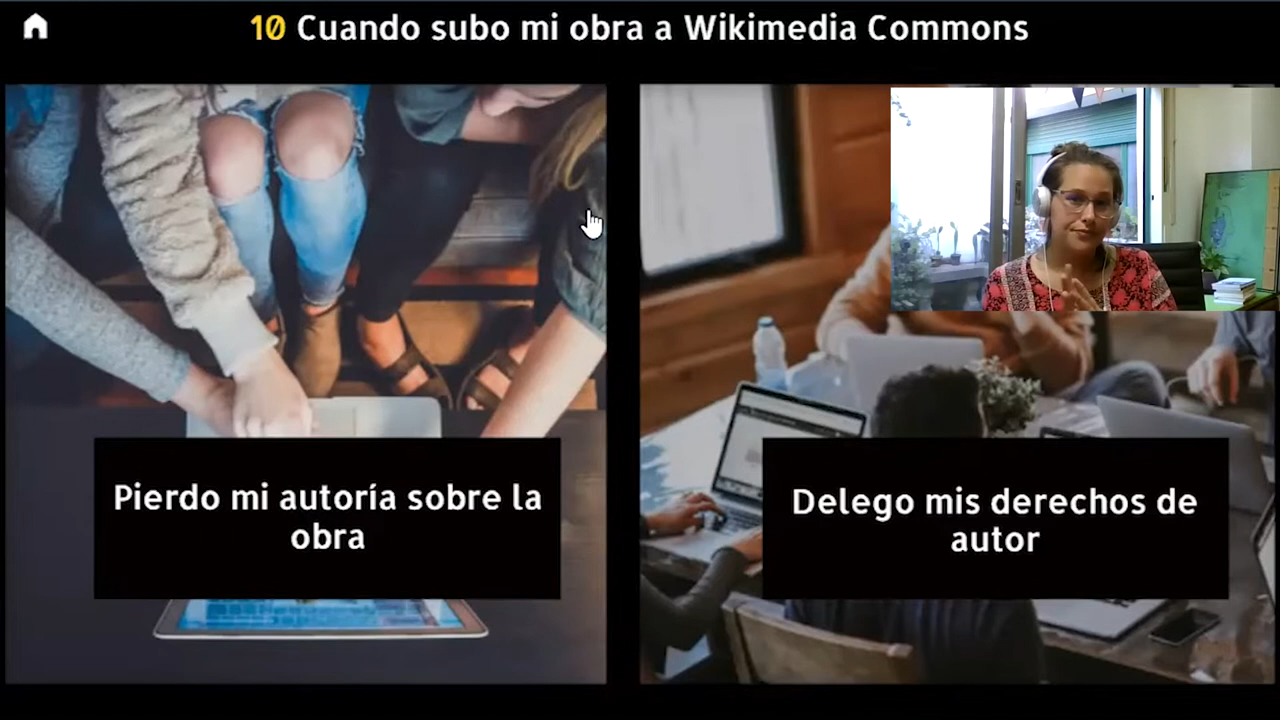 10 Cuando subo mi obra a Wikimedia Commons
Pierdo mi autoría sobre la
obra
Delego mis derechos de
autor